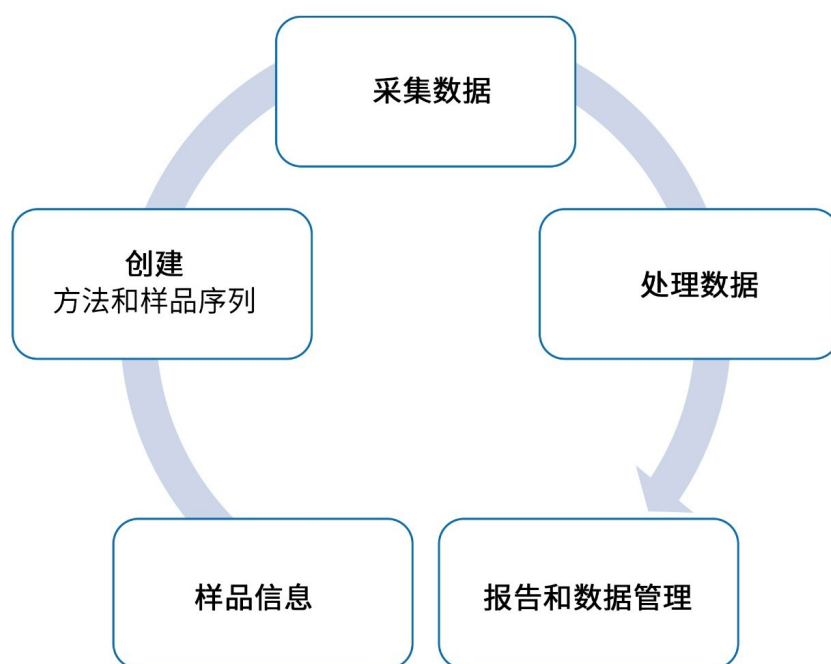 采集数据
创建
方法和样品序列
处理数据
样品信息
报告和数据管理